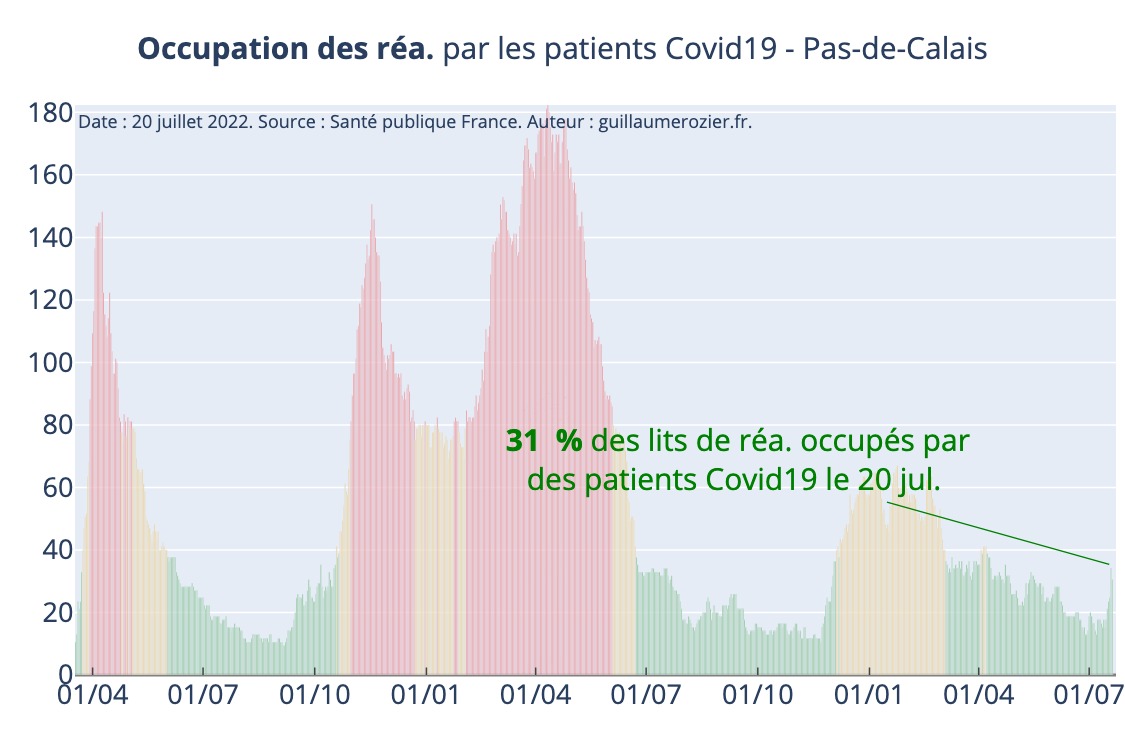 Occupation des réa. par les patients Covid19 - Pas-de-Calais
180
Date : 20 juillet 2022. Source : Santé publique France. Auteur : guillaumerozier.fr.
160
140
120
100
80
31 % des lits de réa. occupés par
des patients Covid19 le 20 jul.
60
40
20
0
01/04 01/07 01/10 01/01 01/04 01/07 01/10 01/01 01/04 01/07